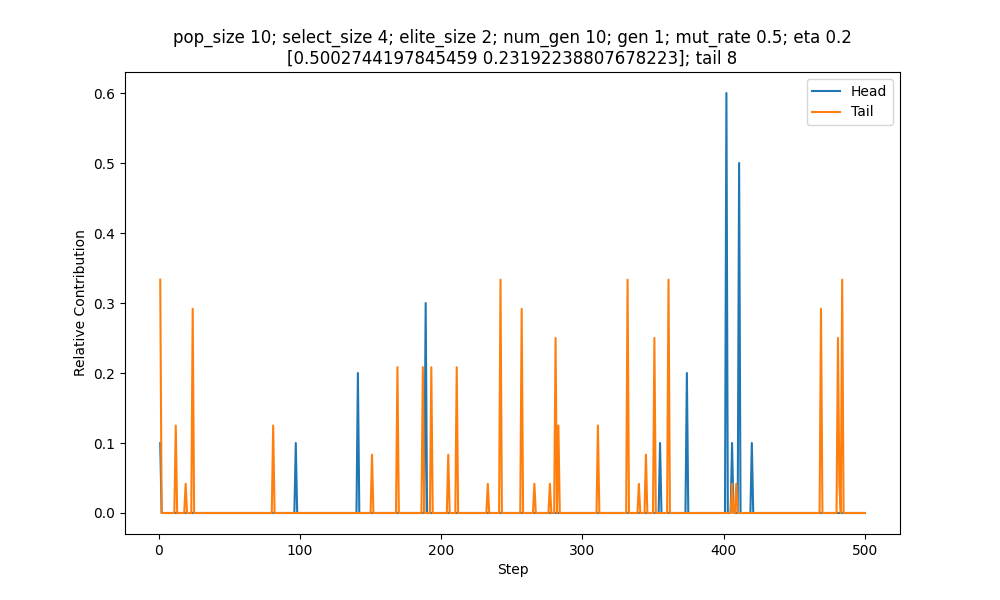 pop_size 10; select_size 4; elite_size 2; num_gen 10; gen 1; mut_rate 0.5; eta 0.2
[0.5002744197845459 0.23192238807678223]; tail 8
Head
Tail
Relative Contribution
0.6
0.5
0.4
0.3
0.2
0.1
0.0
0
100
200
300
400
500
Step